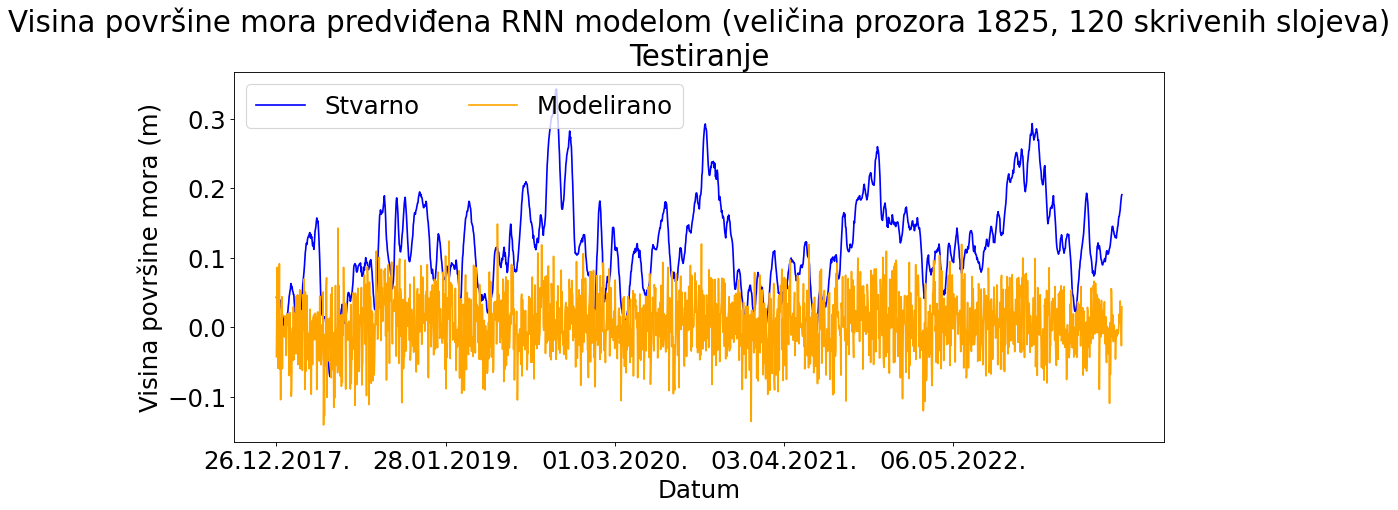 Visina površine mora predviđena RNN modelom (veličina prozora 1825, 120 skrivenih slojeva)
Testiranje
Stvarno Modelirano
Visina površine mora (m)
0.3
0.2
0.1
0.0
−0.1
26.12.2017. 28.01.2019. 01.03.2020. 03.04.2021. 06.05.2022.
Datum